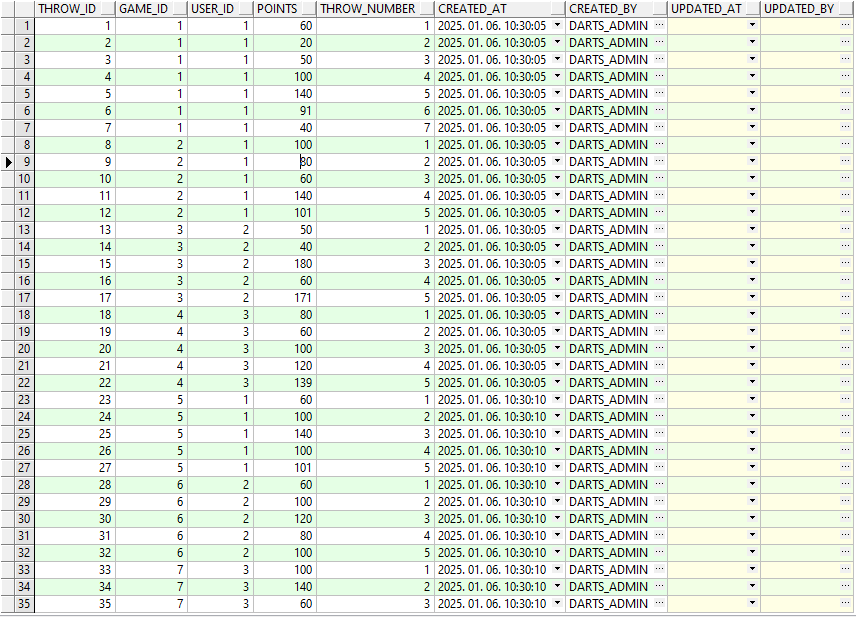 THROW_ID GAME_ID USER_ID POINTS THROW_NUMBER CREATED_AT CREATED_BY UPDATED_AT UPDATED_BY
1 1 1 1 60 1 2025. 01. 06. 10:30:05 DARTS_ADMIN
2 2 1 1 20 2 2025. 01. 06. 10:30:05 DARTS_ADMIN
3 3 1 1 50 3 2025. 01. 06. 10:30:05 DARTS_ADMIN
4 4 1 1 100 4 2025. 01. 06. 10:30:05 DARTS_ADMIN
5 5 1 1 140 5 2025. 01. 06. 10:30:05 DARTS_ADMIN
6 6 1 1 91 6 2025. 01. 06. 10:30:05 DARTS_ADMIN
7 7 1 1 40 7 2025. 01. 06. 10:30:05 DARTS_ADMIN
8 8 2 1 100 1 2025. 01. 06. 10:30:05 DARTS_ADMIN
9 9 2 1 80 2 2025. 01. 06. 10:30:05 DARTS_ADMIN
10 10 2 1 60 3 2025. 01. 06. 10:30:05 DARTS_ADMIN
11 11 2 1 140 4 2025. 01. 06. 10:30:05 DARTS_ADMIN
12 12 2 1 101 5 2025. 01. 06. 10:30:05 DARTS_ADMIN
13 13 3 2 50 1 2025. 01. 06. 10:30:05 DARTS_ADMIN
14 14 3 2 40 2 2025. 01. 06. 10:30:05 DARTS_ADMIN
15 15 3 2 180 3 2025. 01. 06. 10:30:05 DARTS_ADMIN
16 16 3 2 60 4 2025. 01. 06. 10:30:05 DARTS_ADMIN
17 17 3 2 171 5 2025. 01. 06. 10:30:05 DARTS_ADMIN
18 18 4 3 80 1 2025. 01. 06. 10:30:05 DARTS_ADMIN
19 19 4 3 60 2 2025. 01. 06. 10:30:05 DARTS_ADMIN
20 20 4 3 100 3 2025. 01. 06. 10:30:05 DARTS_ADMIN
21 21 4 3 120 4 2025. 01. 06. 10:30:05 DARTS_ADMIN
22 22 4 3 139 5 2025. 01. 06. 10:30:05 DARTS_ADMIN
23 23 5 1 60 1 2025. 01. 06. 10:30:10 DARTS_ADMIN
24 24 5 1 100 2 2025. 01. 06. 10:30:10 DARTS_ADMIN
25 25 5 1 140 3 2025. 01. 06. 10:30:10 DARTS_ADMIN
26 26 5 1 100 4 2025. 01. 06. 10:30:10 DARTS_ADMIN
27 27 5 1 101 5 2025. 01. 06. 10:30:10 DARTS_ADMIN
28 28 6 2 60 1 2025. 01. 06. 10:30:10 DARTS_ADMIN
29 29 6 2 100 2 2025. 01. 06. 10:30:10 DARTS_ADMIN
30 30 6 2 120 3 2025. 01. 06. 10:30:10 DARTS_ADMIN
31 31 6 2 80 4 2025. 01. 06. 10:30:10 DARTS_ADMIN
32 32 6 2 100 5 2025. 01. 06. 10:30:10 DARTS_ADMIN
33 33 7 3 100 1 2025. 01. 06. 10:30:10 DARTS_ADMIN
34 34 7 3 140 2 2025. 01. 06. 10:30:10 DARTS_ADMIN
35 35 7 3 60 3 2025. 01. 06. 10:30:10 DARTS_ADMIN